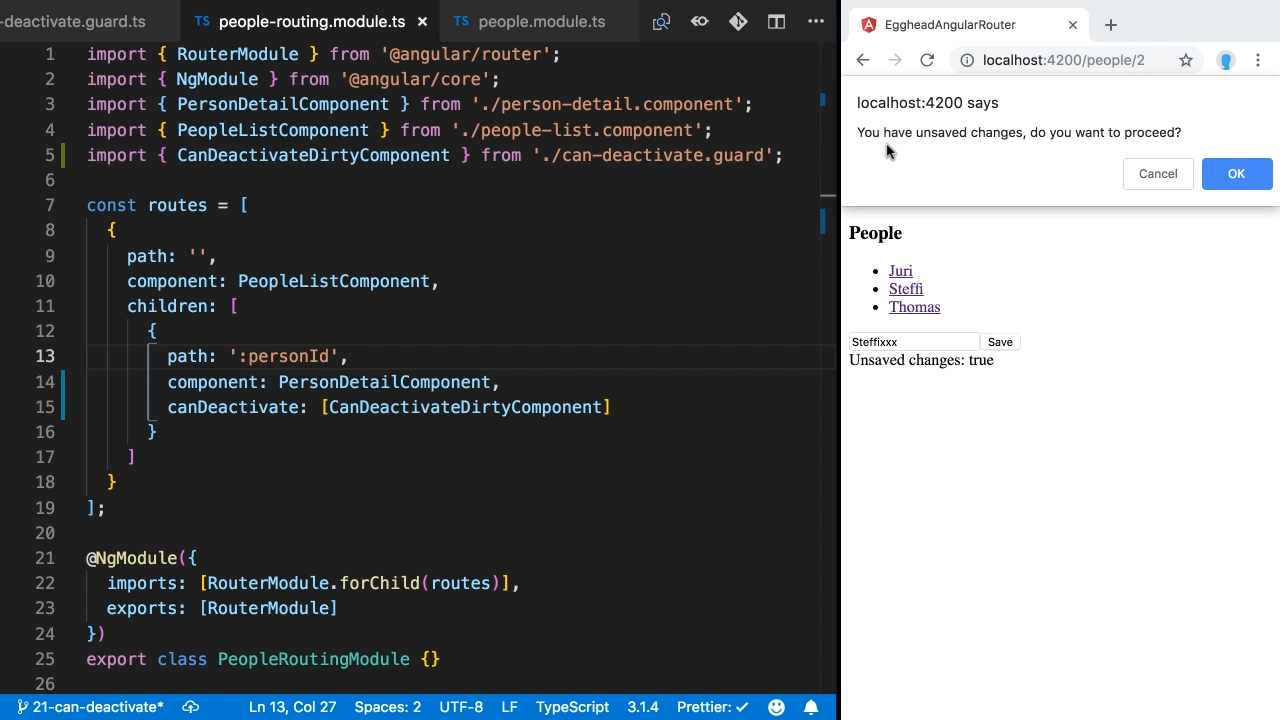 -deactivate.guard.ts TS people-routing.module.ts × TS people.module.ts
1 import { RouterModule } from '@angular/router';
2 import { NgModule } from '@angular/core';
3 import { PersonDetailComponent } from './person-detail.component';
4 import { PeopleListComponent } from './people-list.component';
5 import { CanDeactivateDirtyComponent } from './can-deactivate.guard';
6
7 const routes = [
8 {
9 path: '',
10 component: PeopleListComponent,
11 children: [
12 {
13 path: ':personId',
14 component: PersonDetailComponent,
15 canDeactivate: [CanDeactivateDirtyComponent]
16 }
17 ]
18 }
19 ];
20
21 @NgModule({
22 imports: [RouterModule.forChild(routes)],
23 exports: [RouterModule]
24 })
25 export class PeopleRoutingModule {}
26
21-can-deactivate* Ln 13, Col 27 Spaces: 2 UTF-8 LF TypeScript 3.1.4 Prettier: ✓
EggheadAngularRouter
localhost:4200/people/2
localhost:4200 says
You have unsaved changes, do you want to proceed?
Cancel OK
People
• Juri
• Steffi
• Thomas
Steffixxx Save
Unsaved changes: true